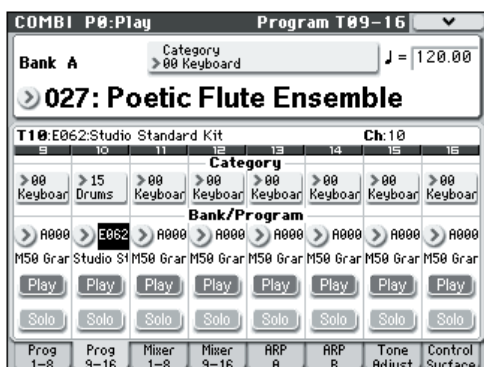 COMBI P0:Play Program T09-16
Bank A
Category
00 Keyboard
♩ = 120.00
027: Poetic Flute Ensemble
T10:E062:Studio Standard Kit Ch:10
9 10 11 12 13 14 15 16
Category
00 Keyboar 15 Drums 00 Keyboar 00 Keyboar 00 Keyboar 00 Keyboar 00 Keyboar 00 Keyboar
Bank/Program
A000 E062 A000 A000 A000 A000 A000 A000
M50 Grar Studio St M50 Grar M50 Grar M50 Grar M50 Grar M50 Grar M50 Grar
Play Play Play Play Play Play Play Play
Solo Solo Solo Solo Solo Solo Solo Solo
Prog 1-8 Prog 9-16 Mixer 1-8 Mixer 9-16 ARP A ARP B Tone Adjust Control Surface